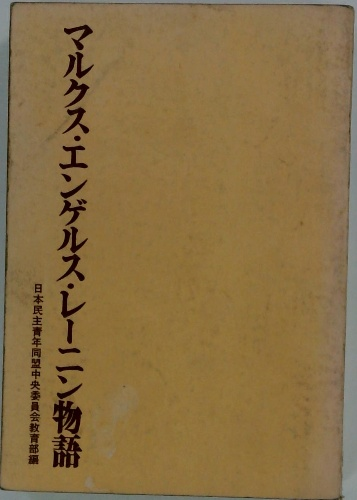 マルクス・エンゲルス・レーニン物語
日本民主青年同盟中央委員会教育部編